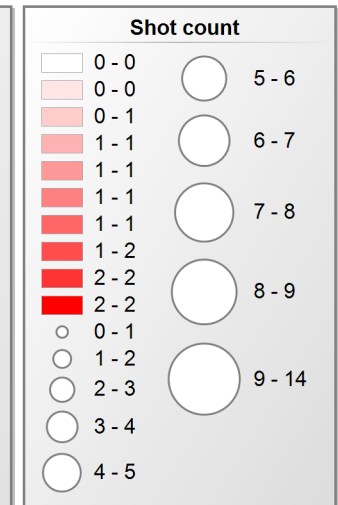 Shot count
0 - 0
0 - 0
0 - 1
1 - 1
1 - 1
1 - 1
1 - 1
1 - 2
2 - 2
2 - 2
0 - 1
1 - 2
2 - 3
3 - 4
4 - 5
5 - 6
6 - 7
7 - 8
8 - 9
9 - 14